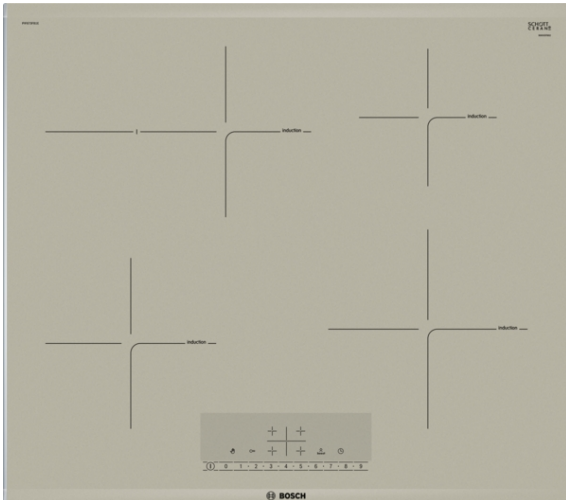 SCHOTT
CERAN®
induction
induction
induction
induction
0 1 · 2 · 3 · 4 · 5 · 6 · 7 · 8 · 9
BOSCH